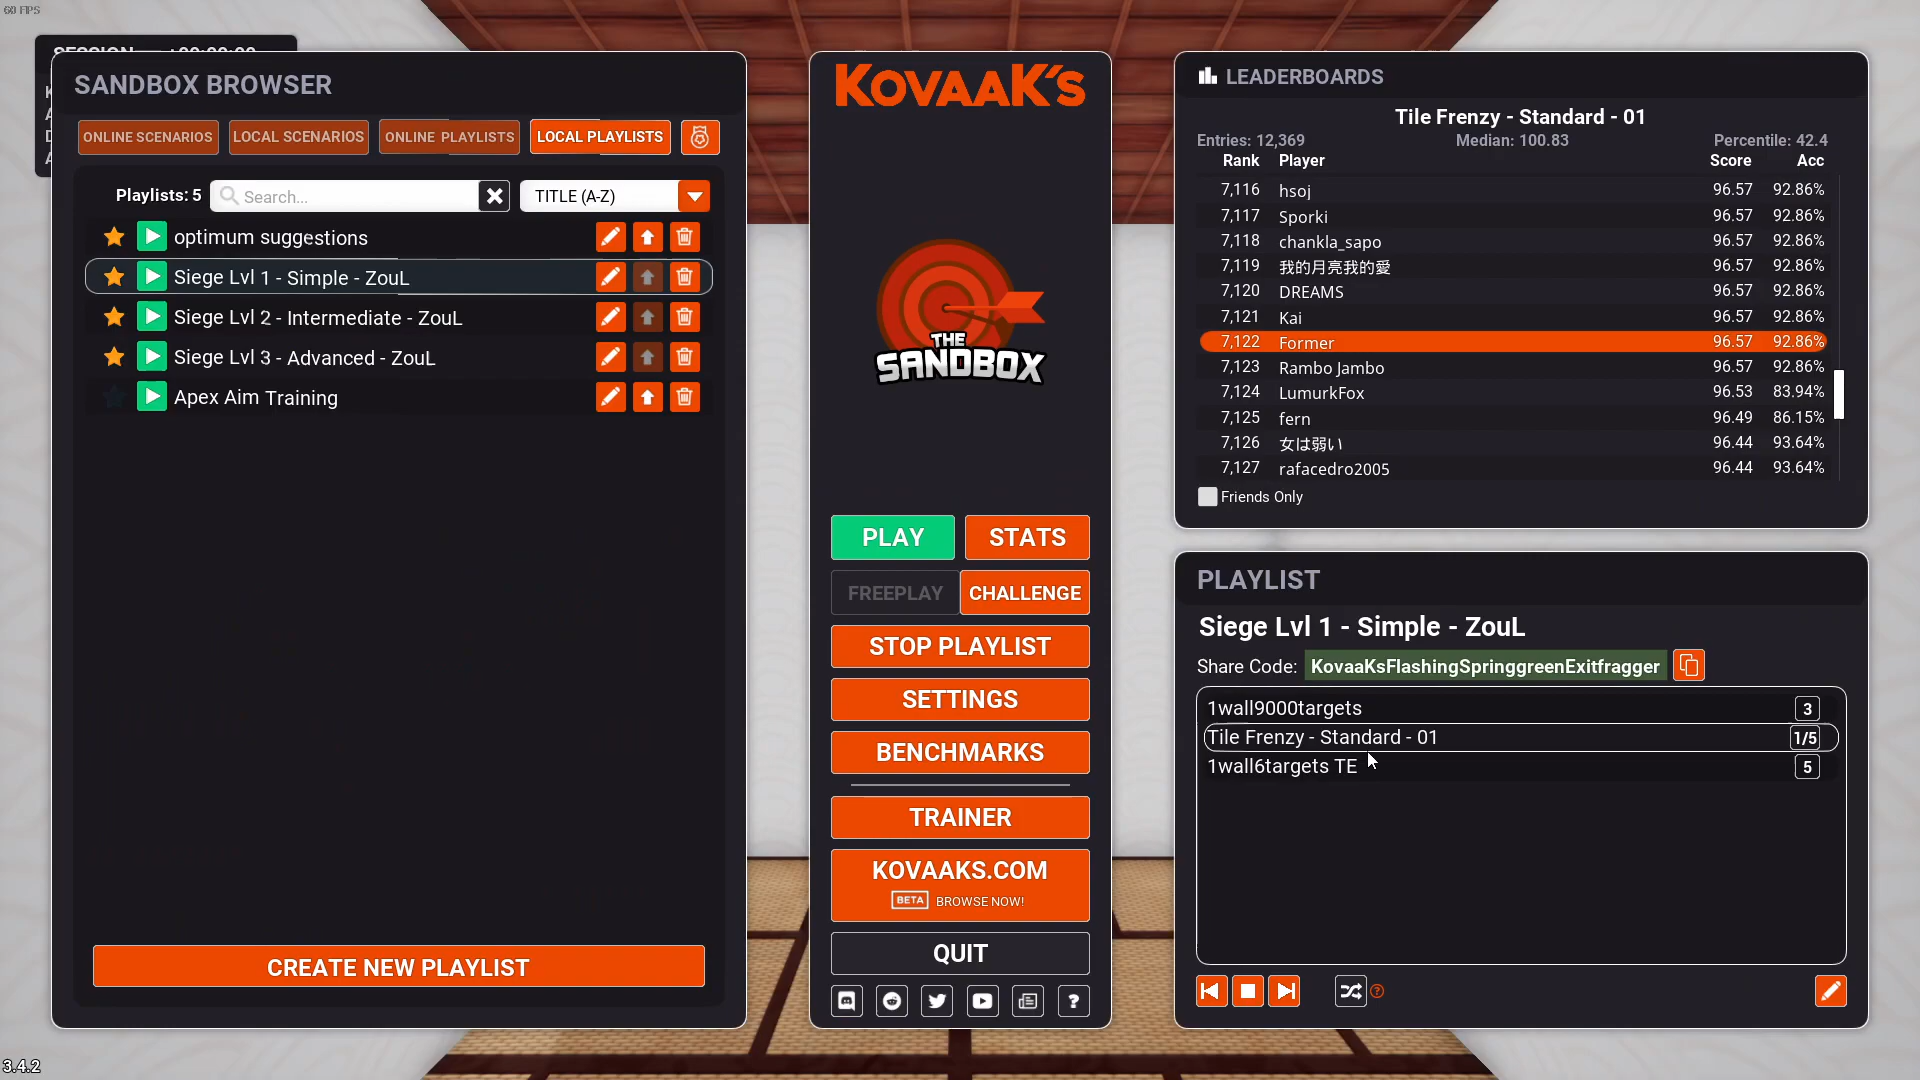 60 FPS
SANDBOX BROWSER
ONLINE SCENARIOS
LOCAL SCENARIOS
ONLINE PLAYLISTS
LOCAL PLAYLISTS
Playlists: 5
Search...
TITLE (A-Z)
optimum suggestions
Siege Lvl 1 - Simple - ZouL
Siege Lvl 2 - Intermediate - ZouL
Siege Lvl 3 - Advanced - ZouL
Apex Aim Training
CREATE NEW PLAYLIST
3.4.2
KOVAAK'S
THE
SANDBOX
PLAY
STATS
FREEPLAY
CHALLENGE
STOP PLAYLIST
SETTINGS
BENCHMARKS
TRAINER
KOVAAKS.COM
BETA BROWSE NOW!
QUIT
?
LEADERBOARDS
Tile Frenzy - Standard - 01
Entries: 12,369 Median: 100.83 Percentile: 42.4
Rank Player Score Acc
7,116 hsoj 96.57 92.86%
7,117 Sporki 96.57 92.86%
7,118 chankla_sapo 96.57 92.86%
7,119 我的月亮我的愛 96.57 92.86%
7,120 DREAMS 96.57 92.86%
7,121 Kai 96.57 92.86%
7,122 Former 96.57 92.86%
7,123 Rambo Jambo 96.57 92.86%
7,124 LumurkFox 96.53 83.94%
7,125 fern 96.49 86.15%
7,126 女は弱い 96.44 93.64%
7,127 rafacedro2005 96.44 93.64%
Friends Only
PLAYLIST
Siege Lvl 1 - Simple - ZouL
Share Code: KovaaKsFlashingSpringgreenExitfragger
1wall9000targets 3
Tile Frenzy - Standard - 01 1/5
1wall6targets TE 5
?